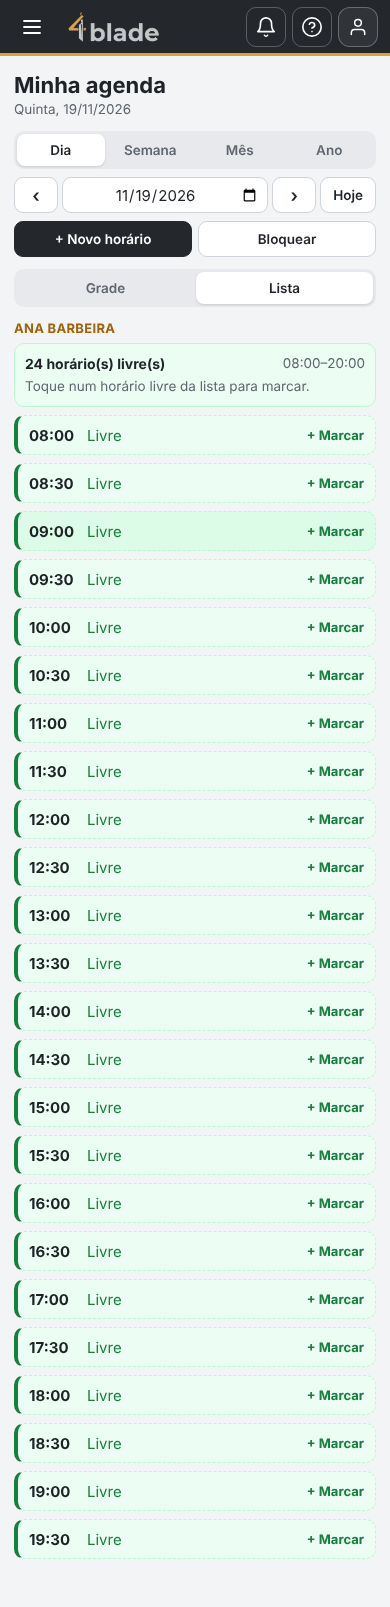 4blade
Minha agenda
Quinta, 19/11/2026
Dia Semana Mês Ano
‹ 11/19/2026 › Hoje
+ Novo horário Bloquear
Grade Lista
ANA BARBEIRA
24 horário(s) livre(s) 08:00–20:00
Toque num horário livre da lista para marcar.
08:00 Livre + Marcar
08:30 Livre + Marcar
09:00 Livre + Marcar
09:30 Livre + Marcar
10:00 Livre + Marcar
10:30 Livre + Marcar
11:00 Livre + Marcar
11:30 Livre + Marcar
12:00 Livre + Marcar
12:30 Livre + Marcar
13:00 Livre + Marcar
13:30 Livre + Marcar
14:00 Livre + Marcar
14:30 Livre + Marcar
15:00 Livre + Marcar
15:30 Livre + Marcar
16:00 Livre + Marcar
16:30 Livre + Marcar
17:00 Livre + Marcar
17:30 Livre + Marcar
18:00 Livre + Marcar
18:30 Livre + Marcar
19:00 Livre + Marcar
19:30 Livre + Marcar